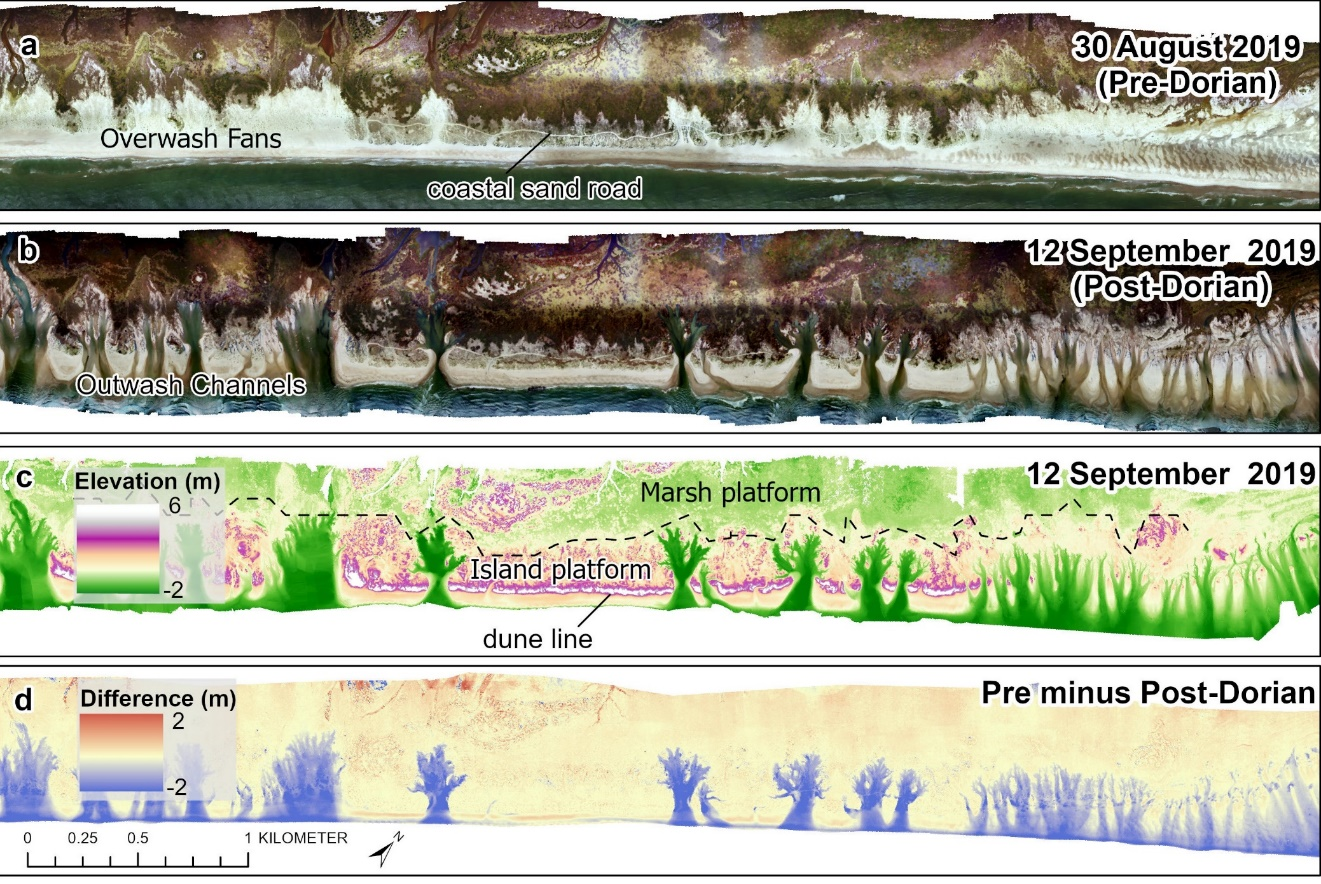 a
30 August 2019
(Pre-Dorian)
Overwash Fans
coastal sand road
b
12 September 2019
(Post-Dorian)
Outwash Channels
c
Elevation (m)
6
-2
12 September 2019
Marsh platform
Island platform
dune line
d
Difference (m)
2
-2
Pre minus Post-Dorian
0 0.25 0.5 1 KILOMETER
N